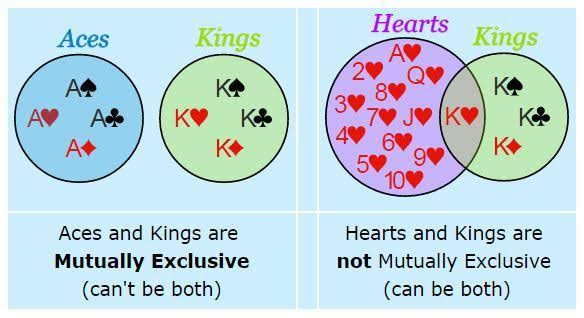 Aces
Kings
A♠
A♥ A♣
A♦
K♠
K♥ K♣
K♦
Aces and Kings are
Mutually Exclusive
(can't be both)
Hearts
Kings
A♥
2♥ Q♥
8♥
3♥ 7♥ J♥
4♥ 6♥
5♥ 9♥
10♥
K♥
K♠
K♣
K♦
Hearts and Kings are
not Mutually Exclusive
(can be both)